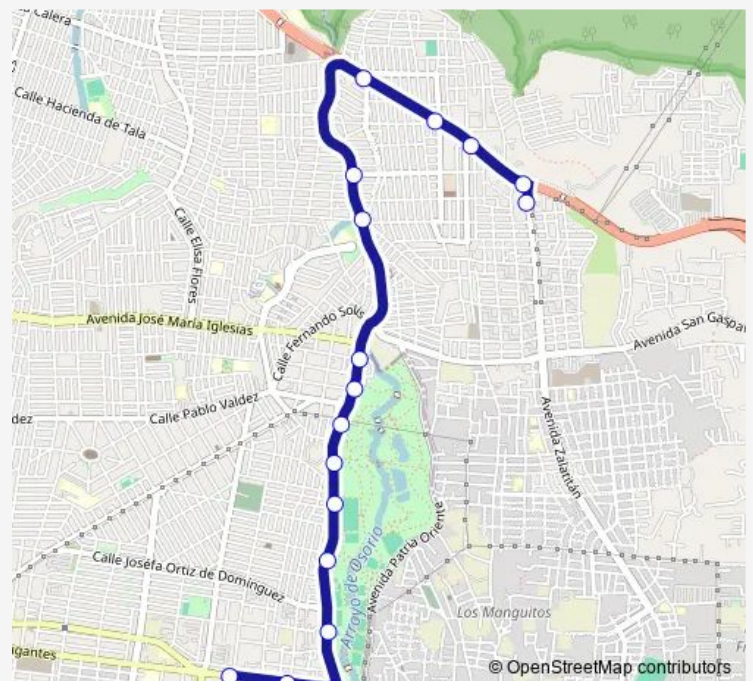 Calera
Calle Hacienda de Tala
Calle Elisa Flores
Avenida José María Iglesias
Calle Fernando Solís
Avenida San Gaspar
Calle Pablo Valdez
dez
Avenida Zalatitán
Avenida Patria Oriente
Arroyo de Osorio
Calle Josefa Ortiz de Domínguez
Los Manguitos
igantes
© OpenStreetMap contributors